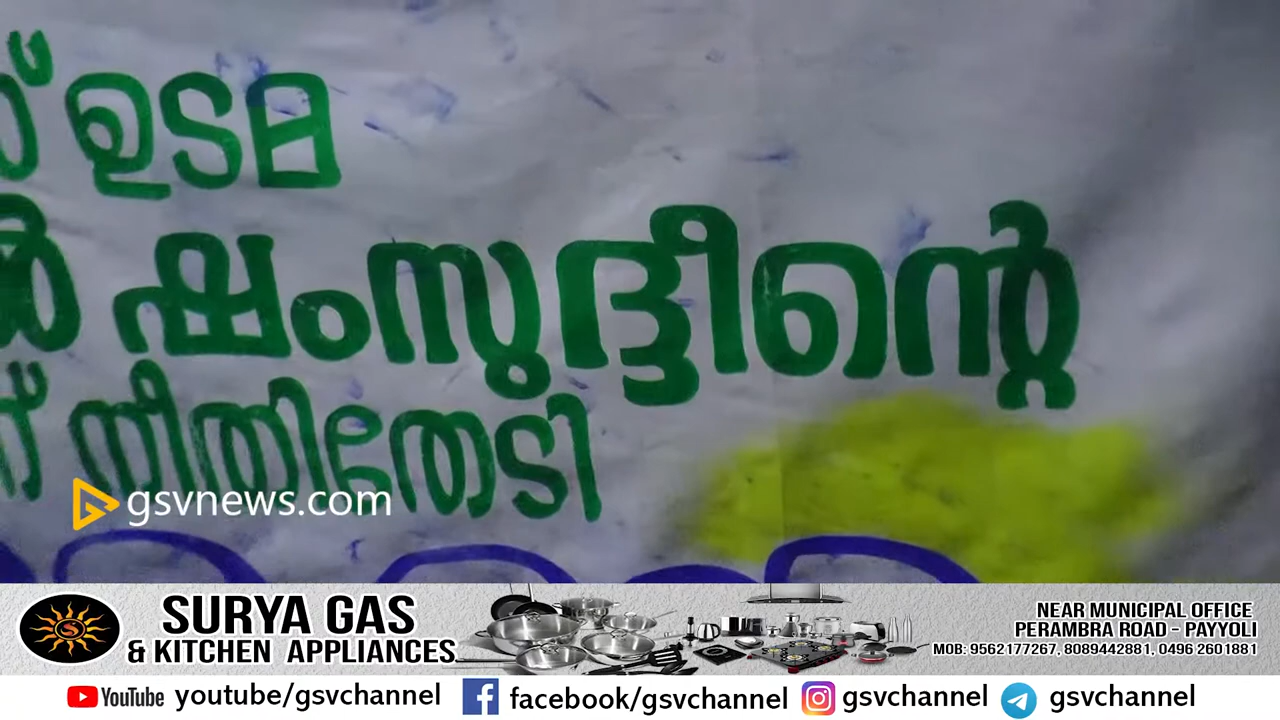 ഉടമ
ഷംസുദ്ദീന്റെ
നീതിതേടി
gsvnews.com
SURYA GAS
& KITCHEN APPLIANCES
NEAR MUNICIPAL OFFICE
PERAMBRA ROAD - PAYYOLI
MOB: 9562177267, 8089442881, 0496 2601881
YouTube youtube/gsvchannel facebook/gsvchannel gsvchannel gsvchannel